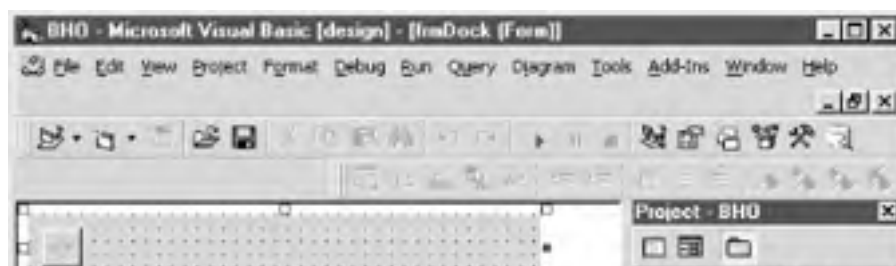 BHO - Microsoft Visual Basic [design] - [frmDock (Form)]
File Edit View Project Format Debug Run Query Diagram Tools Add-Ins Window Help
Project - BHO